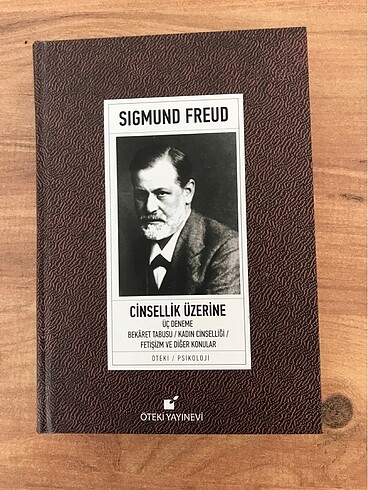 SIGMUND FREUD
CİNSELLİK ÜZERİNE
ÜÇ DENEME
BEKÂRET TABUSU / KADIN CİNSELLİĞİ /
FETİŞİZM VE DİĞER KONULAR
ÖTEKİ / PSİKOLOJİ
ÖTEKİ YAYINEVİ